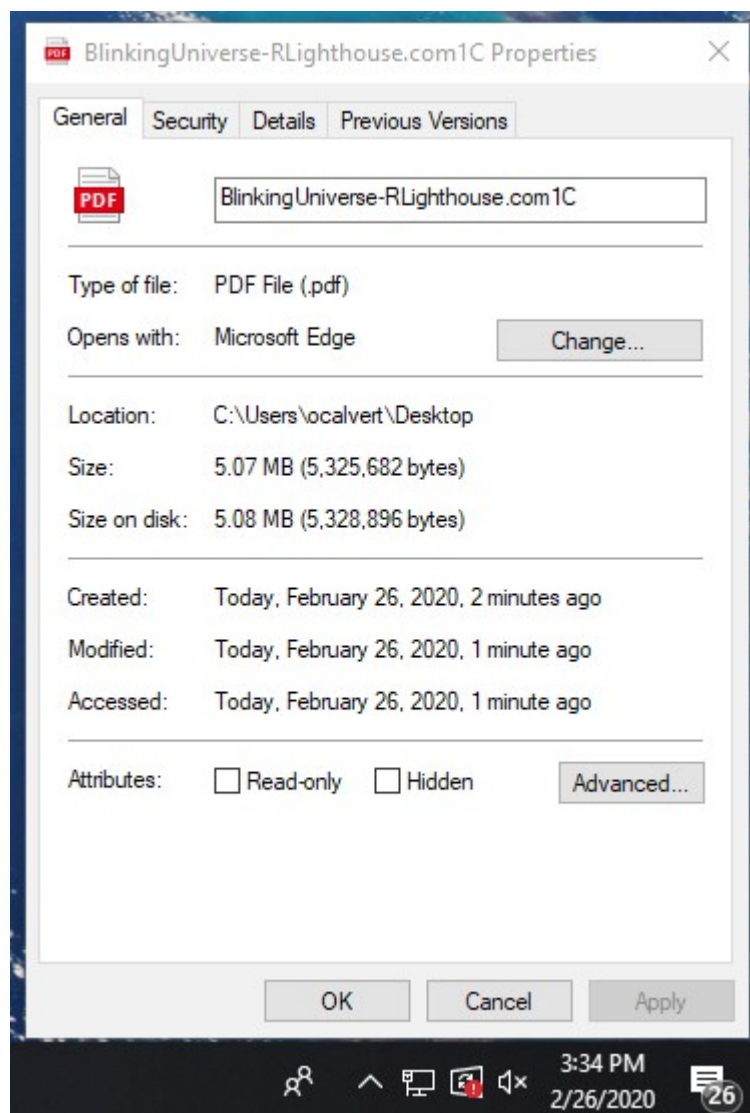 BlinkingUniverse-RLighthouse.com1C Properties
General Security Details Previous Versions
PDF
BlinkingUniverse-RLighthouse.com1C
Type of file: PDF File (.pdf)
Opens with: Microsoft Edge Change...
Location: C:\Users\ocalvert\Desktop
Size: 5.07 MB (5,325,682 bytes)
Size on disk: 5.08 MB (5,328,896 bytes)
Created: Today, February 26, 2020, 2 minutes ago
Modified: Today, February 26, 2020, 1 minute ago
Accessed: Today, February 26, 2020, 1 minute ago
Attributes: Read-only Hidden Advanced...
OK Cancel Apply
3:34 PM
2/26/2020
26